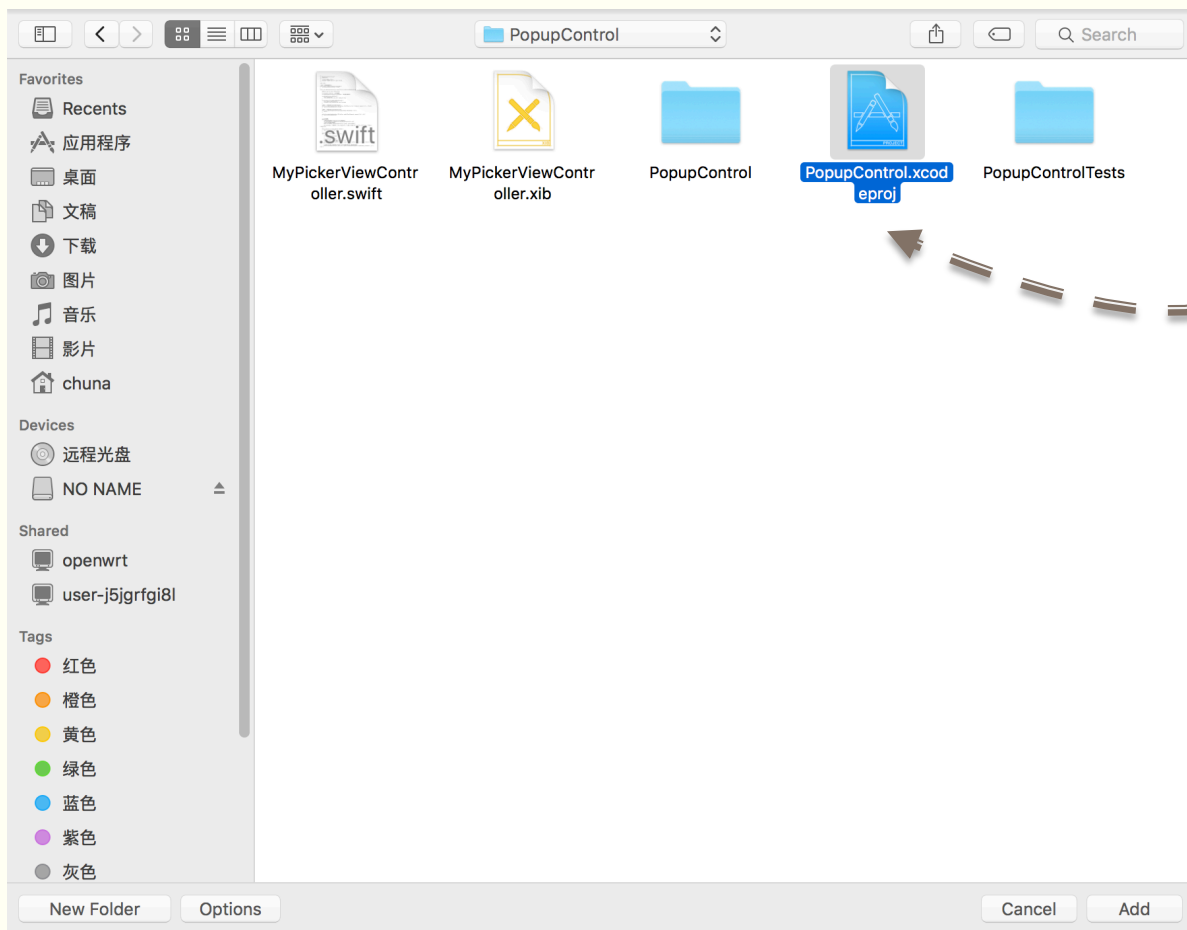 PopupControl
Search
Favorites
Recents
应用程序
桌面
文稿
下载
图片
音乐
影片
chuna
Devices
远程光盘
NO NAME
Shared
openwrt
user-j5jgrfgi8l
Tags
红色
橙色
黄色
绿色
蓝色
紫色
灰色
.swift
MyPickerViewContr
oller.swift
MyPickerViewContr
oller.xib
PopupControl
PROJECT
PopupControl.xcod
eproj
PopupControlTests
New Folder
Options
Cancel
Add